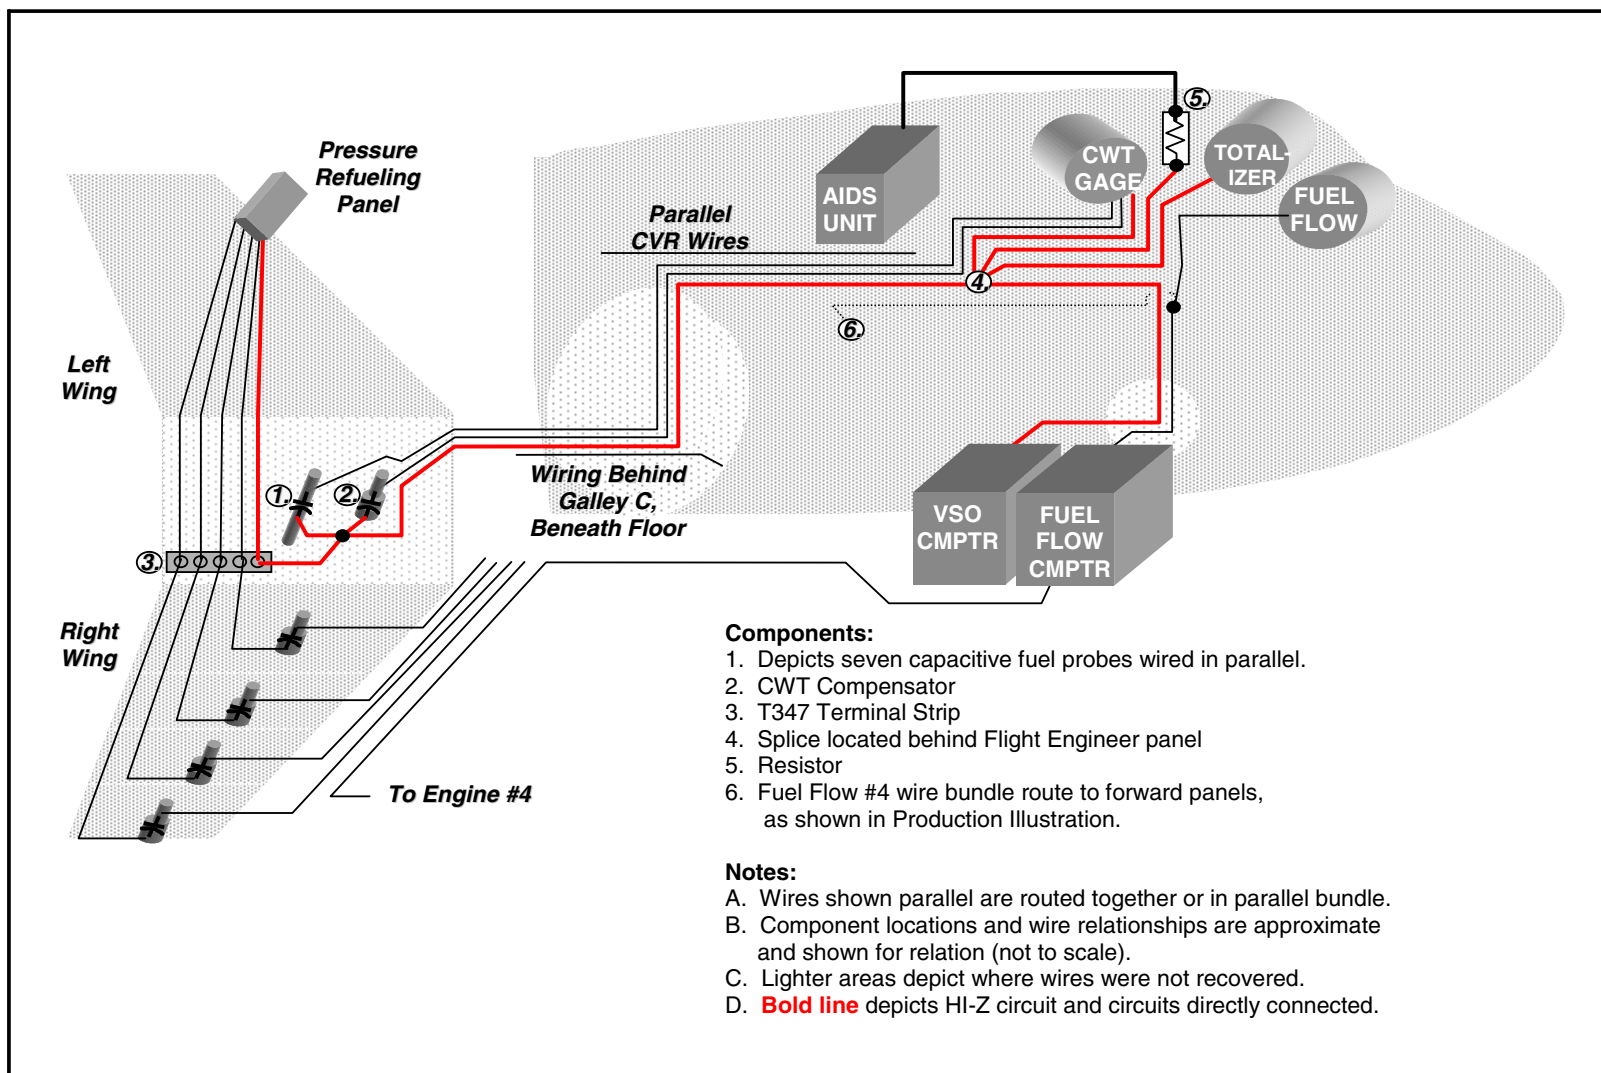 Pressure
Refueling
Panel
5.
CWT
GAGE
TOTAL-
IZER
AIDS
UNIT
FUEL
FLOW
Parallel
CVR Wires
4.
6.
Left
Wing
1.
2.
Wiring Behind
Galley C,
Beneath Floor
VSO
CMPTR
FUEL
FLOW
CMPTR
3.
Right
Wing
To Engine #4
Components:
1. Depicts seven capacitive fuel probes wired in parallel.
2. CWT Compensator
3. T347 Terminal Strip
4. Splice located behind Flight Engineer panel
5. Resistor
6. Fuel Flow #4 wire bundle route to forward panels,
as shown in Production Illustration.
Notes:
A. Wires shown parallel are routed together or in parallel bundle.
B. Component locations and wire relationships are approximate
and shown for relation (not to scale).
C. Lighter areas depict where wires were not recovered.
D. Bold line depicts HI-Z circuit and circuits directly connected.